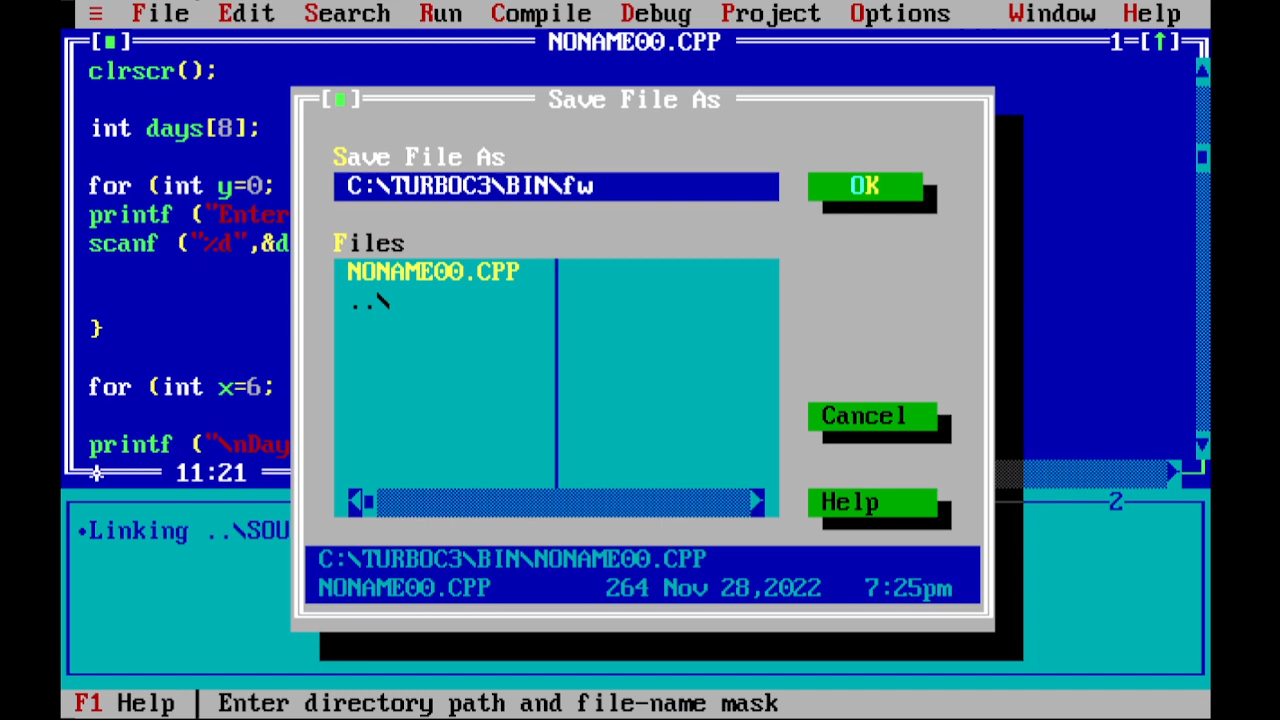 ≡ File Edit Search Run Compile Debug Project Options Window Help
[■] NONAME00.CPP 1=[↑]
clrscr();
int days[8];
for (int y=0;
printf ("Enter
scanf ("%d",&d
}
for (int x=6;
printf ("\nDay
11:21
[■] Save File As
Save File As
C:\TURBOC3\BIN\fw
OK
Files
NONAME00.CPP
..\
Cancel
Help
C:\TURBOC3\BIN\NONAME00.CPP
NONAME00.CPP 264 Nov 28,2022 7:25pm
2
•Linking ..\SOU
F1 Help | Enter directory path and file-name mask